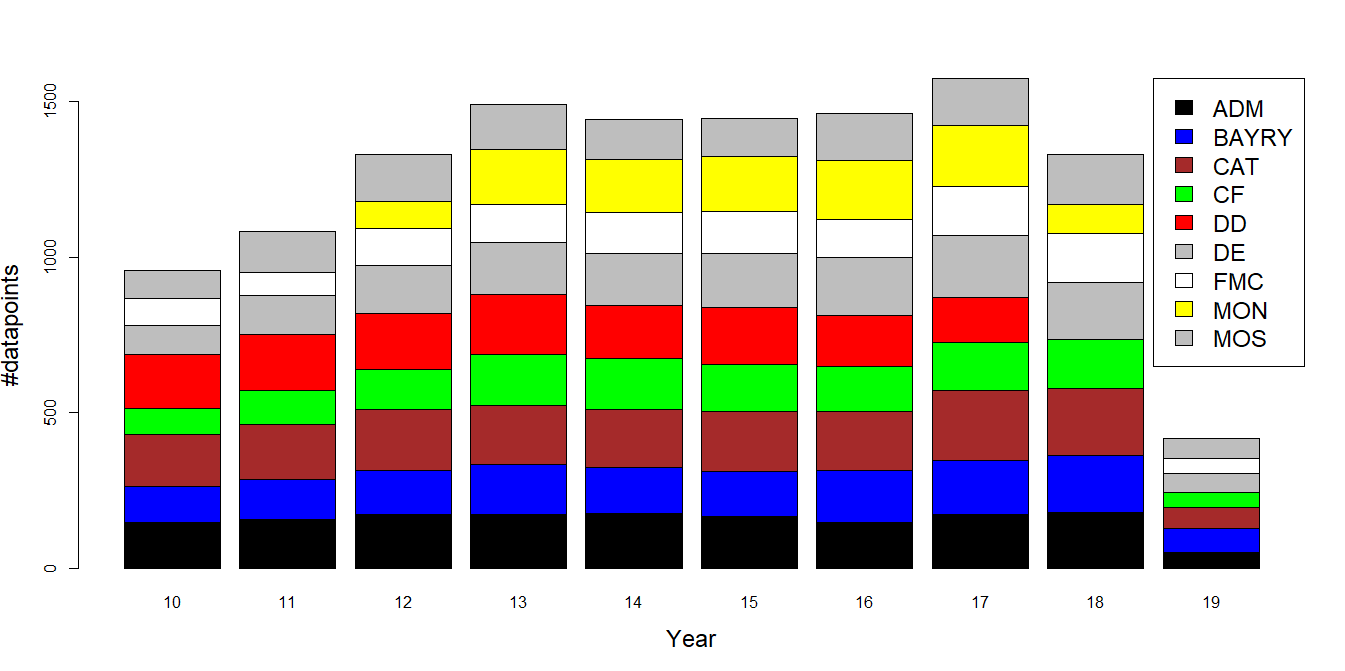 #datapoints
1500
1000
500
0
10 11 12 13 14 15 16 17 18 19
Year
ADM
BAYRY
CAT
CF
DD
DE
FMC
MON
MOS